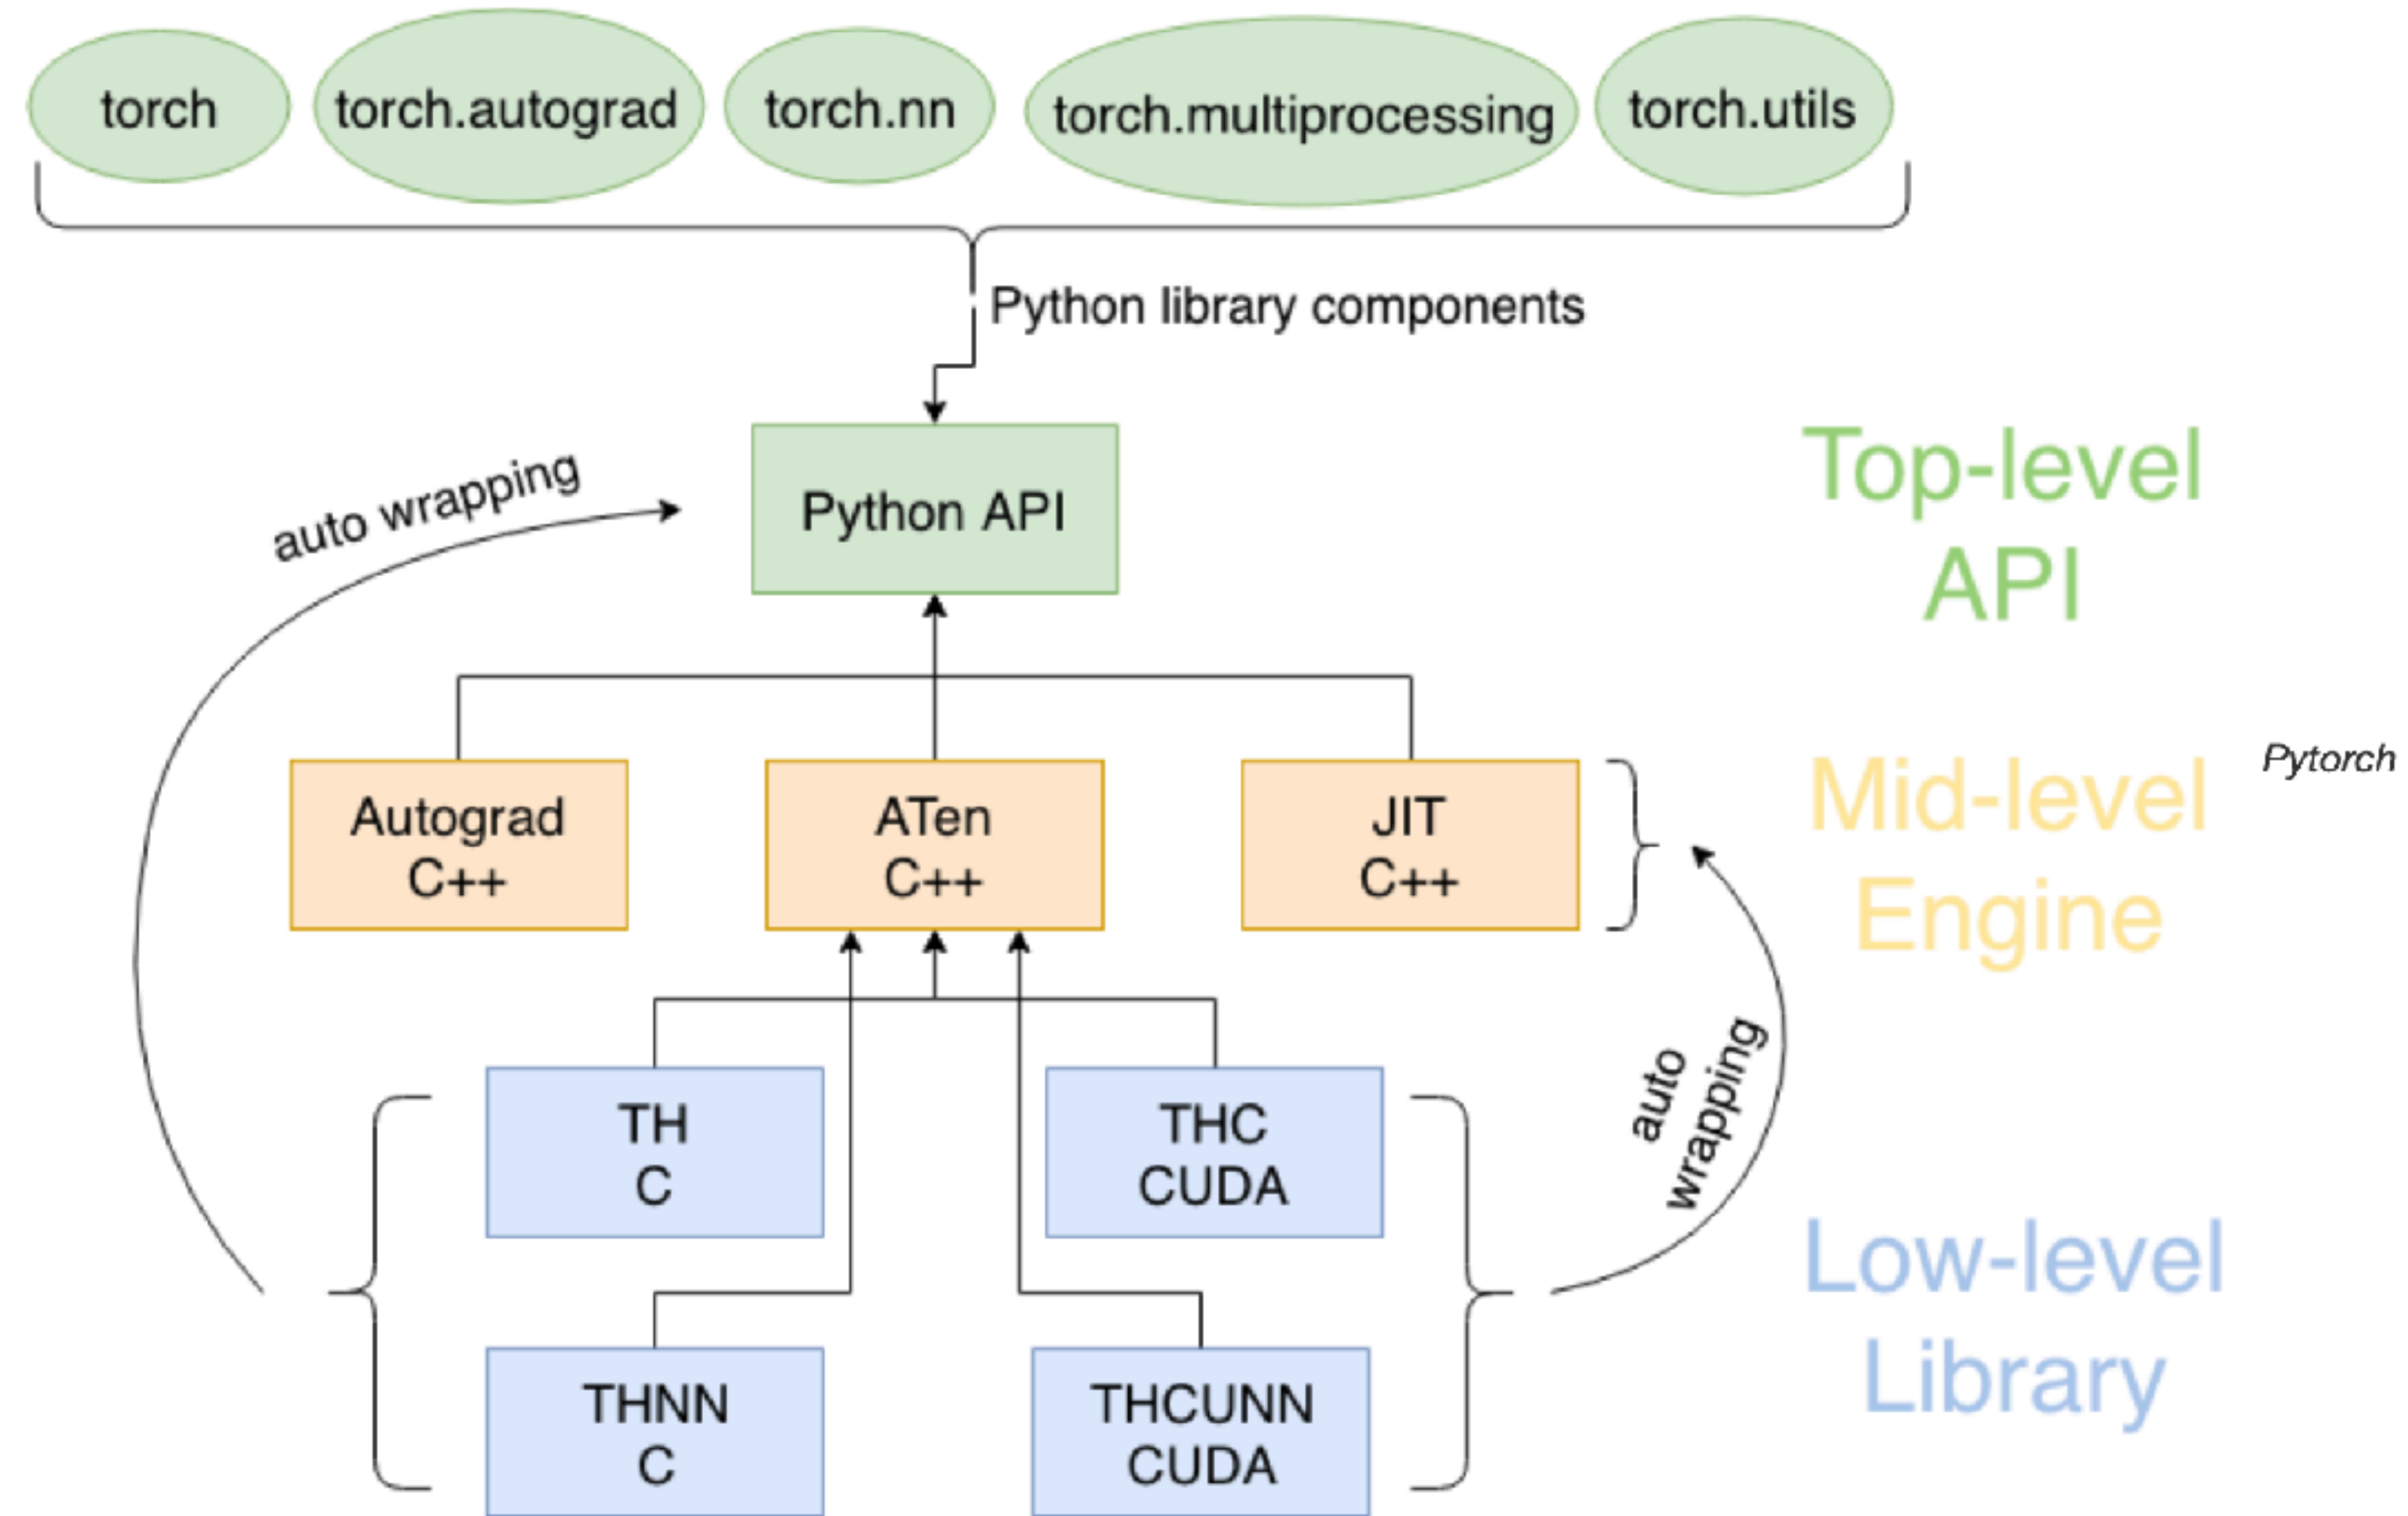 torch
torch.autograd
torch.nn
torch.multiprocessing
torch.utils
Python library components
auto wrapping
Python API
Top-level
API
Autograd
C++
ATen
C++
JIT
C++
Mid-level
Engine
Pytorch
auto
wrapping
TH
C
THC
CUDA
Low-level
Library
THNN
C
THCUNN
CUDA